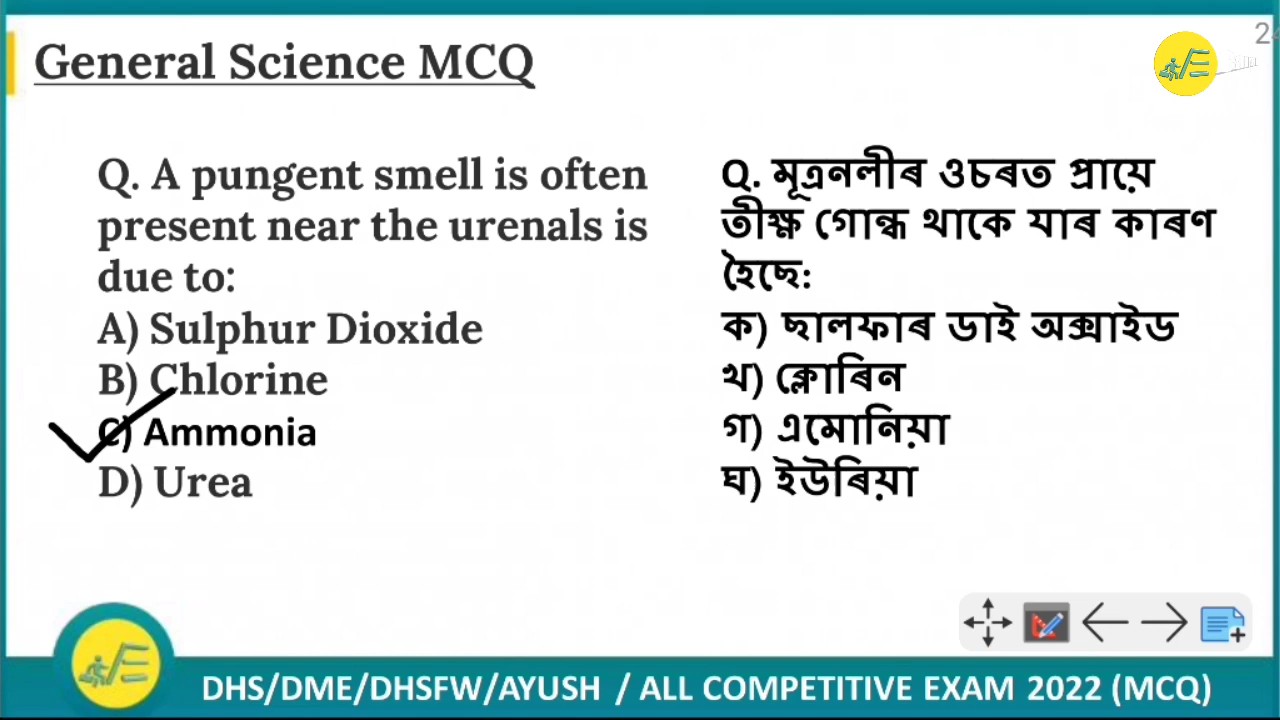 General Science MCQ
Q. A pungent smell is often
present near the urenals is
due to:
A) Sulphur Dioxide
B) Chlorine
C) Ammonia
D) Urea
Q. মূত্ৰনলীৰ ওচৰত প্ৰায়ে
তীক্ষ্ণ গোন্ধ থাকে যাৰ কাৰণ
হৈছে:
ক) ছালফাৰ ডাই অক্সাইড
খ) ক্লোৰিন
গ) এমোনিয়া
ঘ) ইউৰিয়া
DHS/DME/DHSFW/AYUSH / ALL COMPETITIVE EXAM 2022 (MCQ)